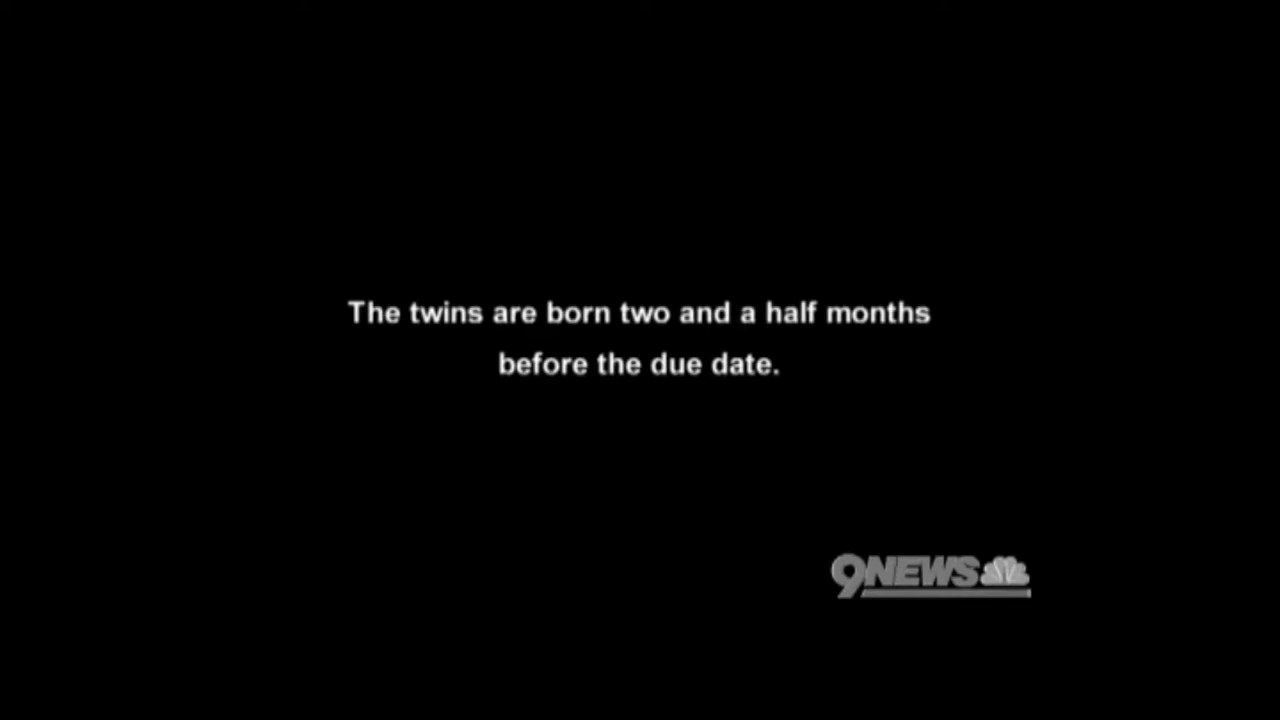 The twins are born two and a half months
before the due date.
9NEWS